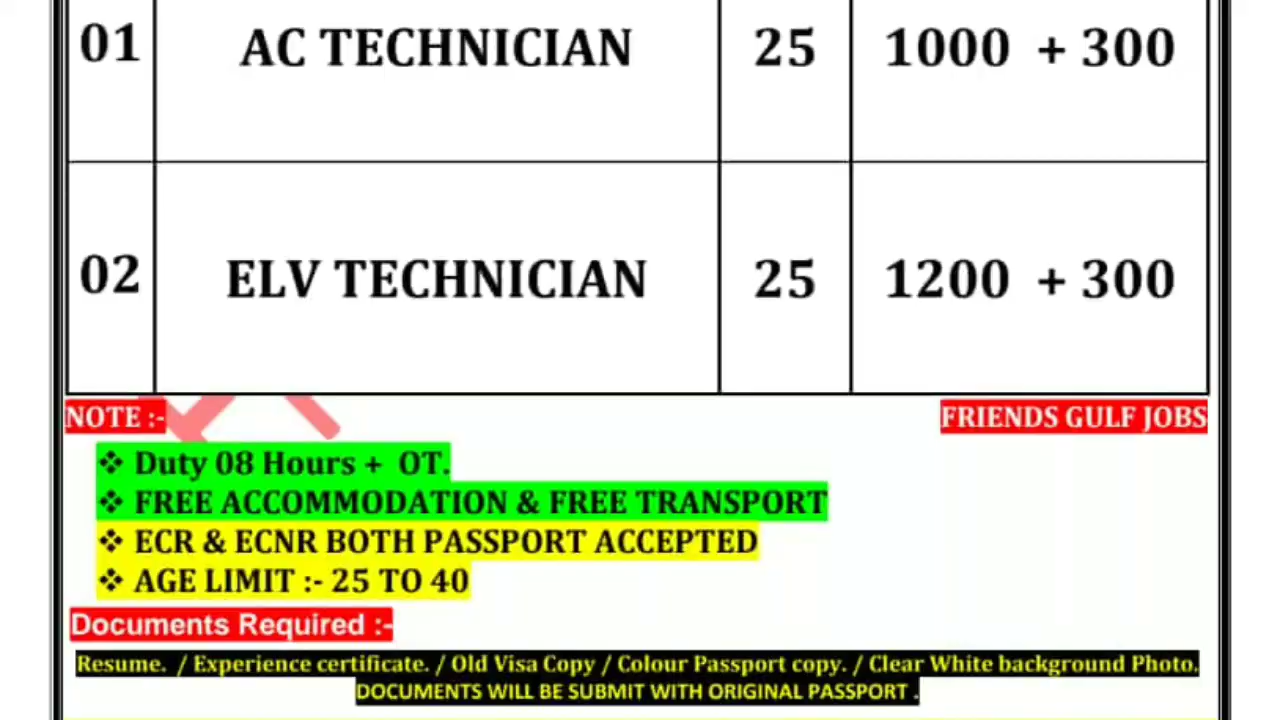 01 AC TECHNICIAN 25 1000 + 300
02 ELV TECHNICIAN 25 1200 + 300
NOTE :- FRIENDS GULF JOBS
❖ Duty 08 Hours + OT.
❖ FREE ACCOMMODATION & FREE TRANSPORT
❖ ECR & ECNR BOTH PASSPORT ACCEPTED
❖ AGE LIMIT :- 25 TO 40
Documents Required :-
Resume. / Experience certificate. / Old Visa Copy / Colour Passport copy. / Clear White background Photo.
DOCUMENTS WILL BE SUBMIT WITH ORIGINAL PASSPORT .